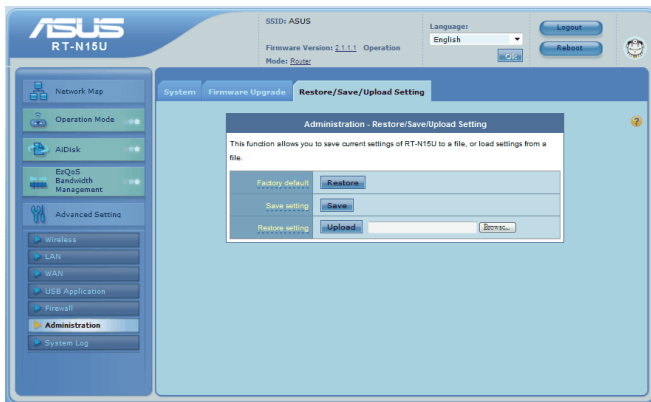 ASUS
RT-N15U
SSID: ASUS
Firmware Version: 2.1.1.1 Operation
Mode: Router
Language:
English
OK
Logout
Reboot
Network Map
Operation Mode
AiDisk
EzQoS
Bandwidth
Management
Advanced Setting
Wireless
LAN
WAN
USB Application
Firewall
Administration
System Log
System Firmware Upgrade Restore/Save/Upload Setting
Administration - Restore/Save/Upload Setting
This function allows you to save current settings of RT-N15U to a file, or load settings from a
file.
Factory default Restore
Save setting Save
Restore setting Upload Browse...
?